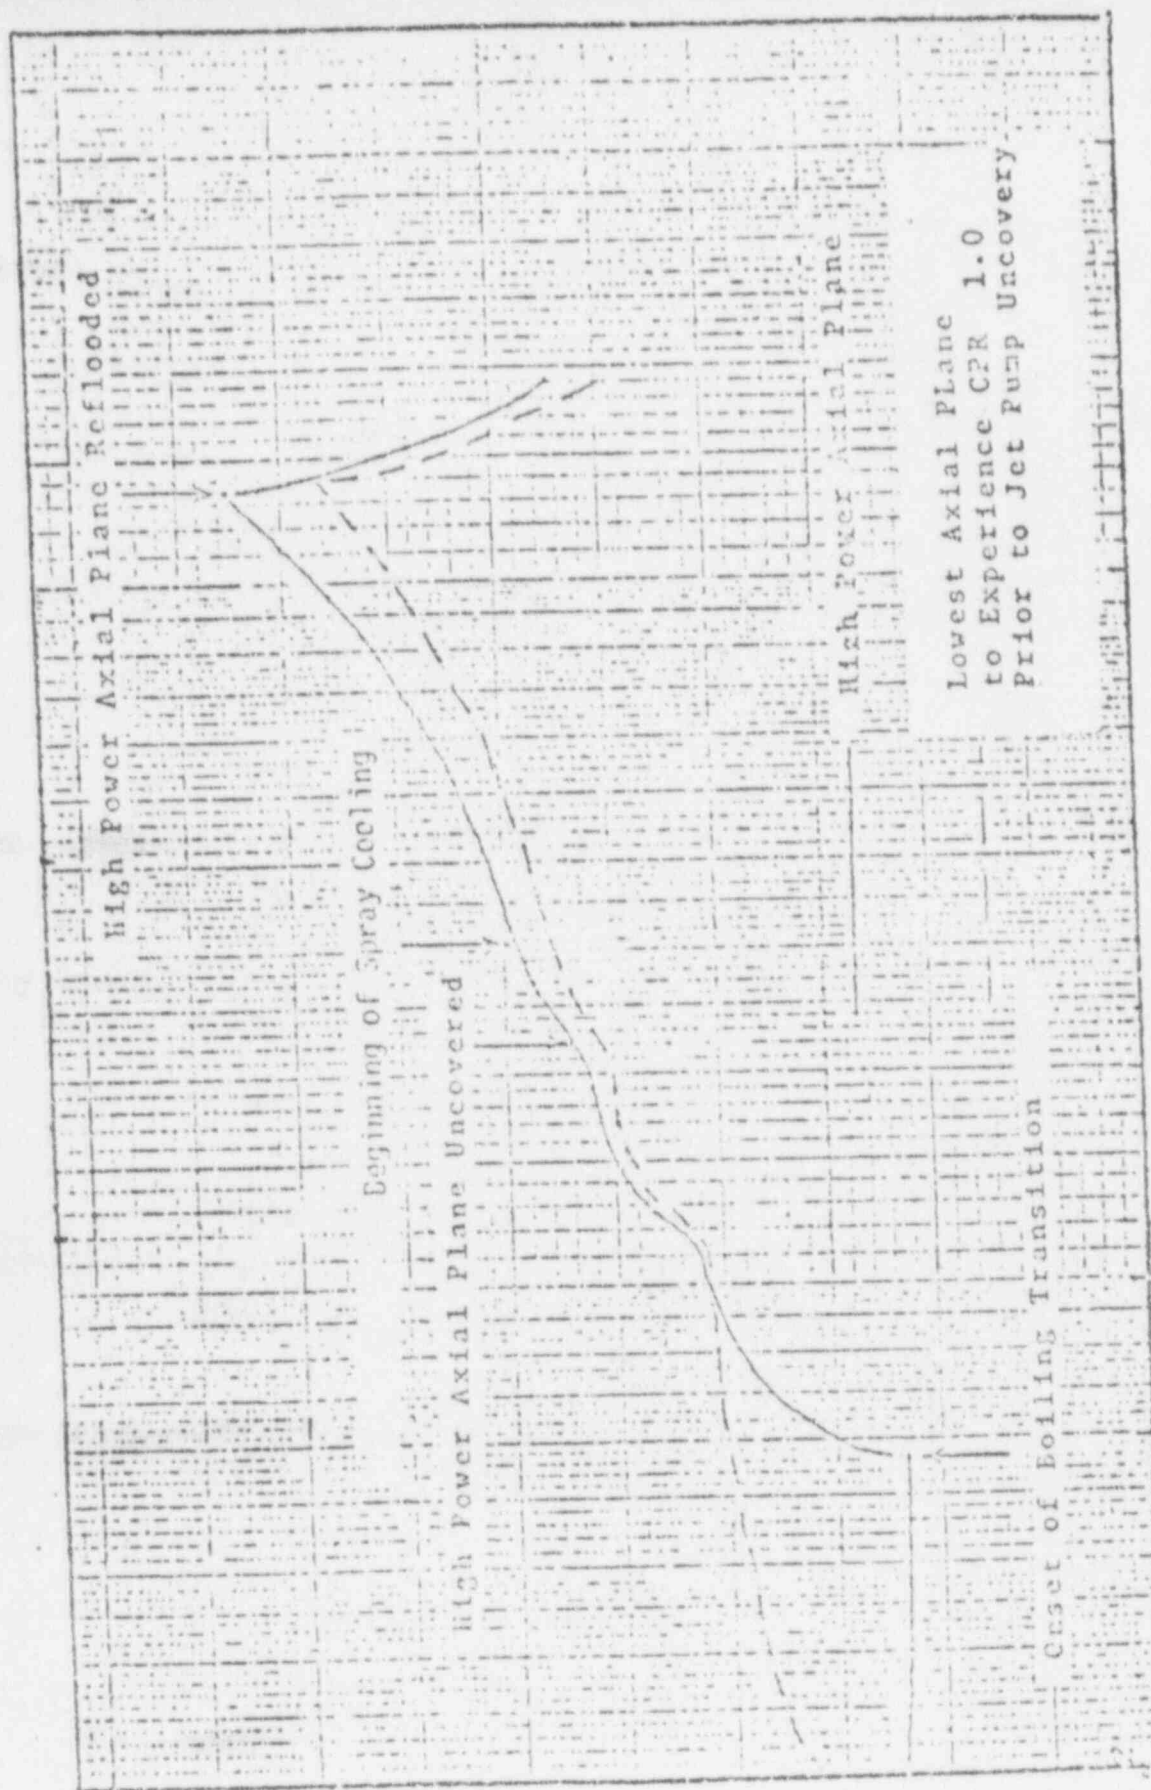 High Power Axial Plane Reflooded
Beginning of Spray Cooling
High Power Axial Plane Uncovered
High Power Axial Plane
Lowest Axial PLane
to Experience CPR 1.0
Prior to Jet Pump Uncovery
Onset of Boiling Transition